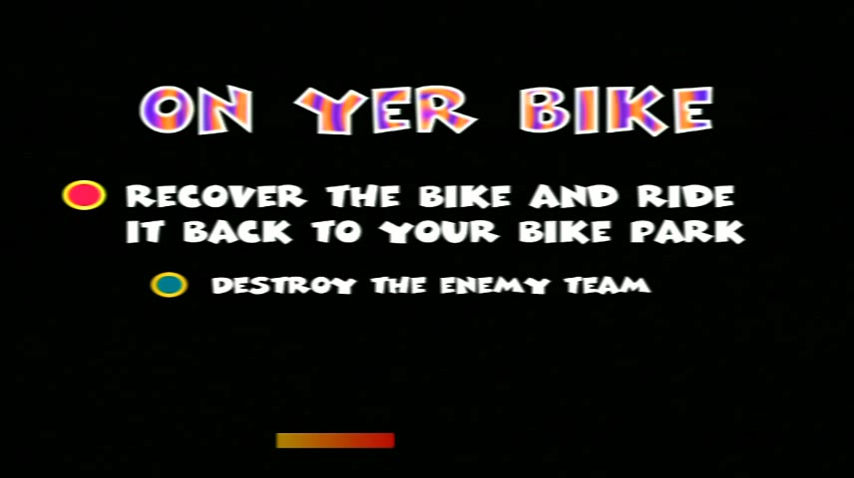 ON YER BIKE
RECOVER THE BIKE AND RIDE
IT BACK TO YOUR BIKE PARK
DESTROY THE ENEMY TEAM